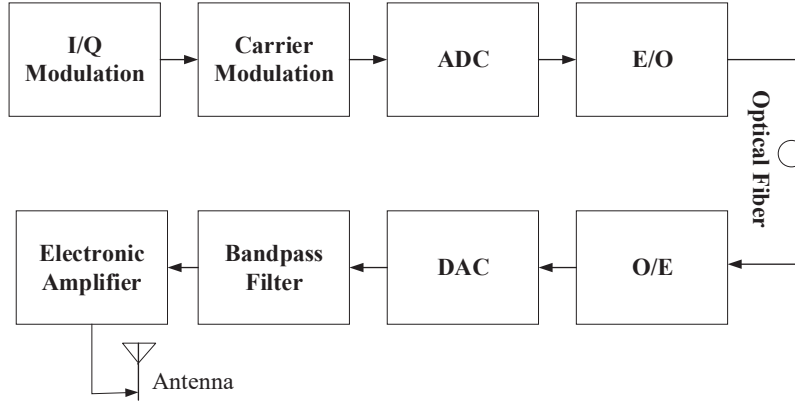 I/Q
Modulation
Carrier
Modulation
ADC
E/O
Optical Fiber
Electronic
Amplifier
Bandpass
Filter
DAC
O/E
Antenna